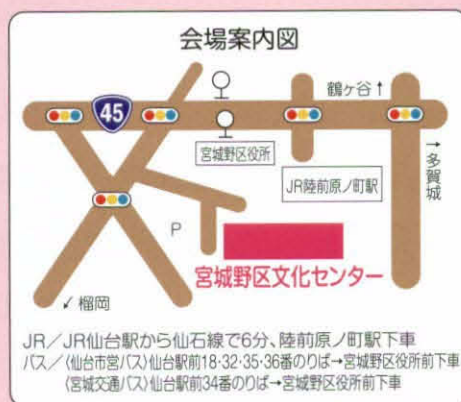 会場案内図
鶴ヶ谷↑
45
宮城野区役所
JR陸前原ノ町駅
→多賀城
P
宮城野区文化センター
↙榴岡
JR／JR仙台駅から仙石線で6分、陸前原ノ町駅下車
バス／〈仙台市営バス〉仙台駅前18・32・35・36番のりば→宮城野区役所前下車
〈宮城交通バス〉仙台駅前34番のりば→宮城野区役所前下車